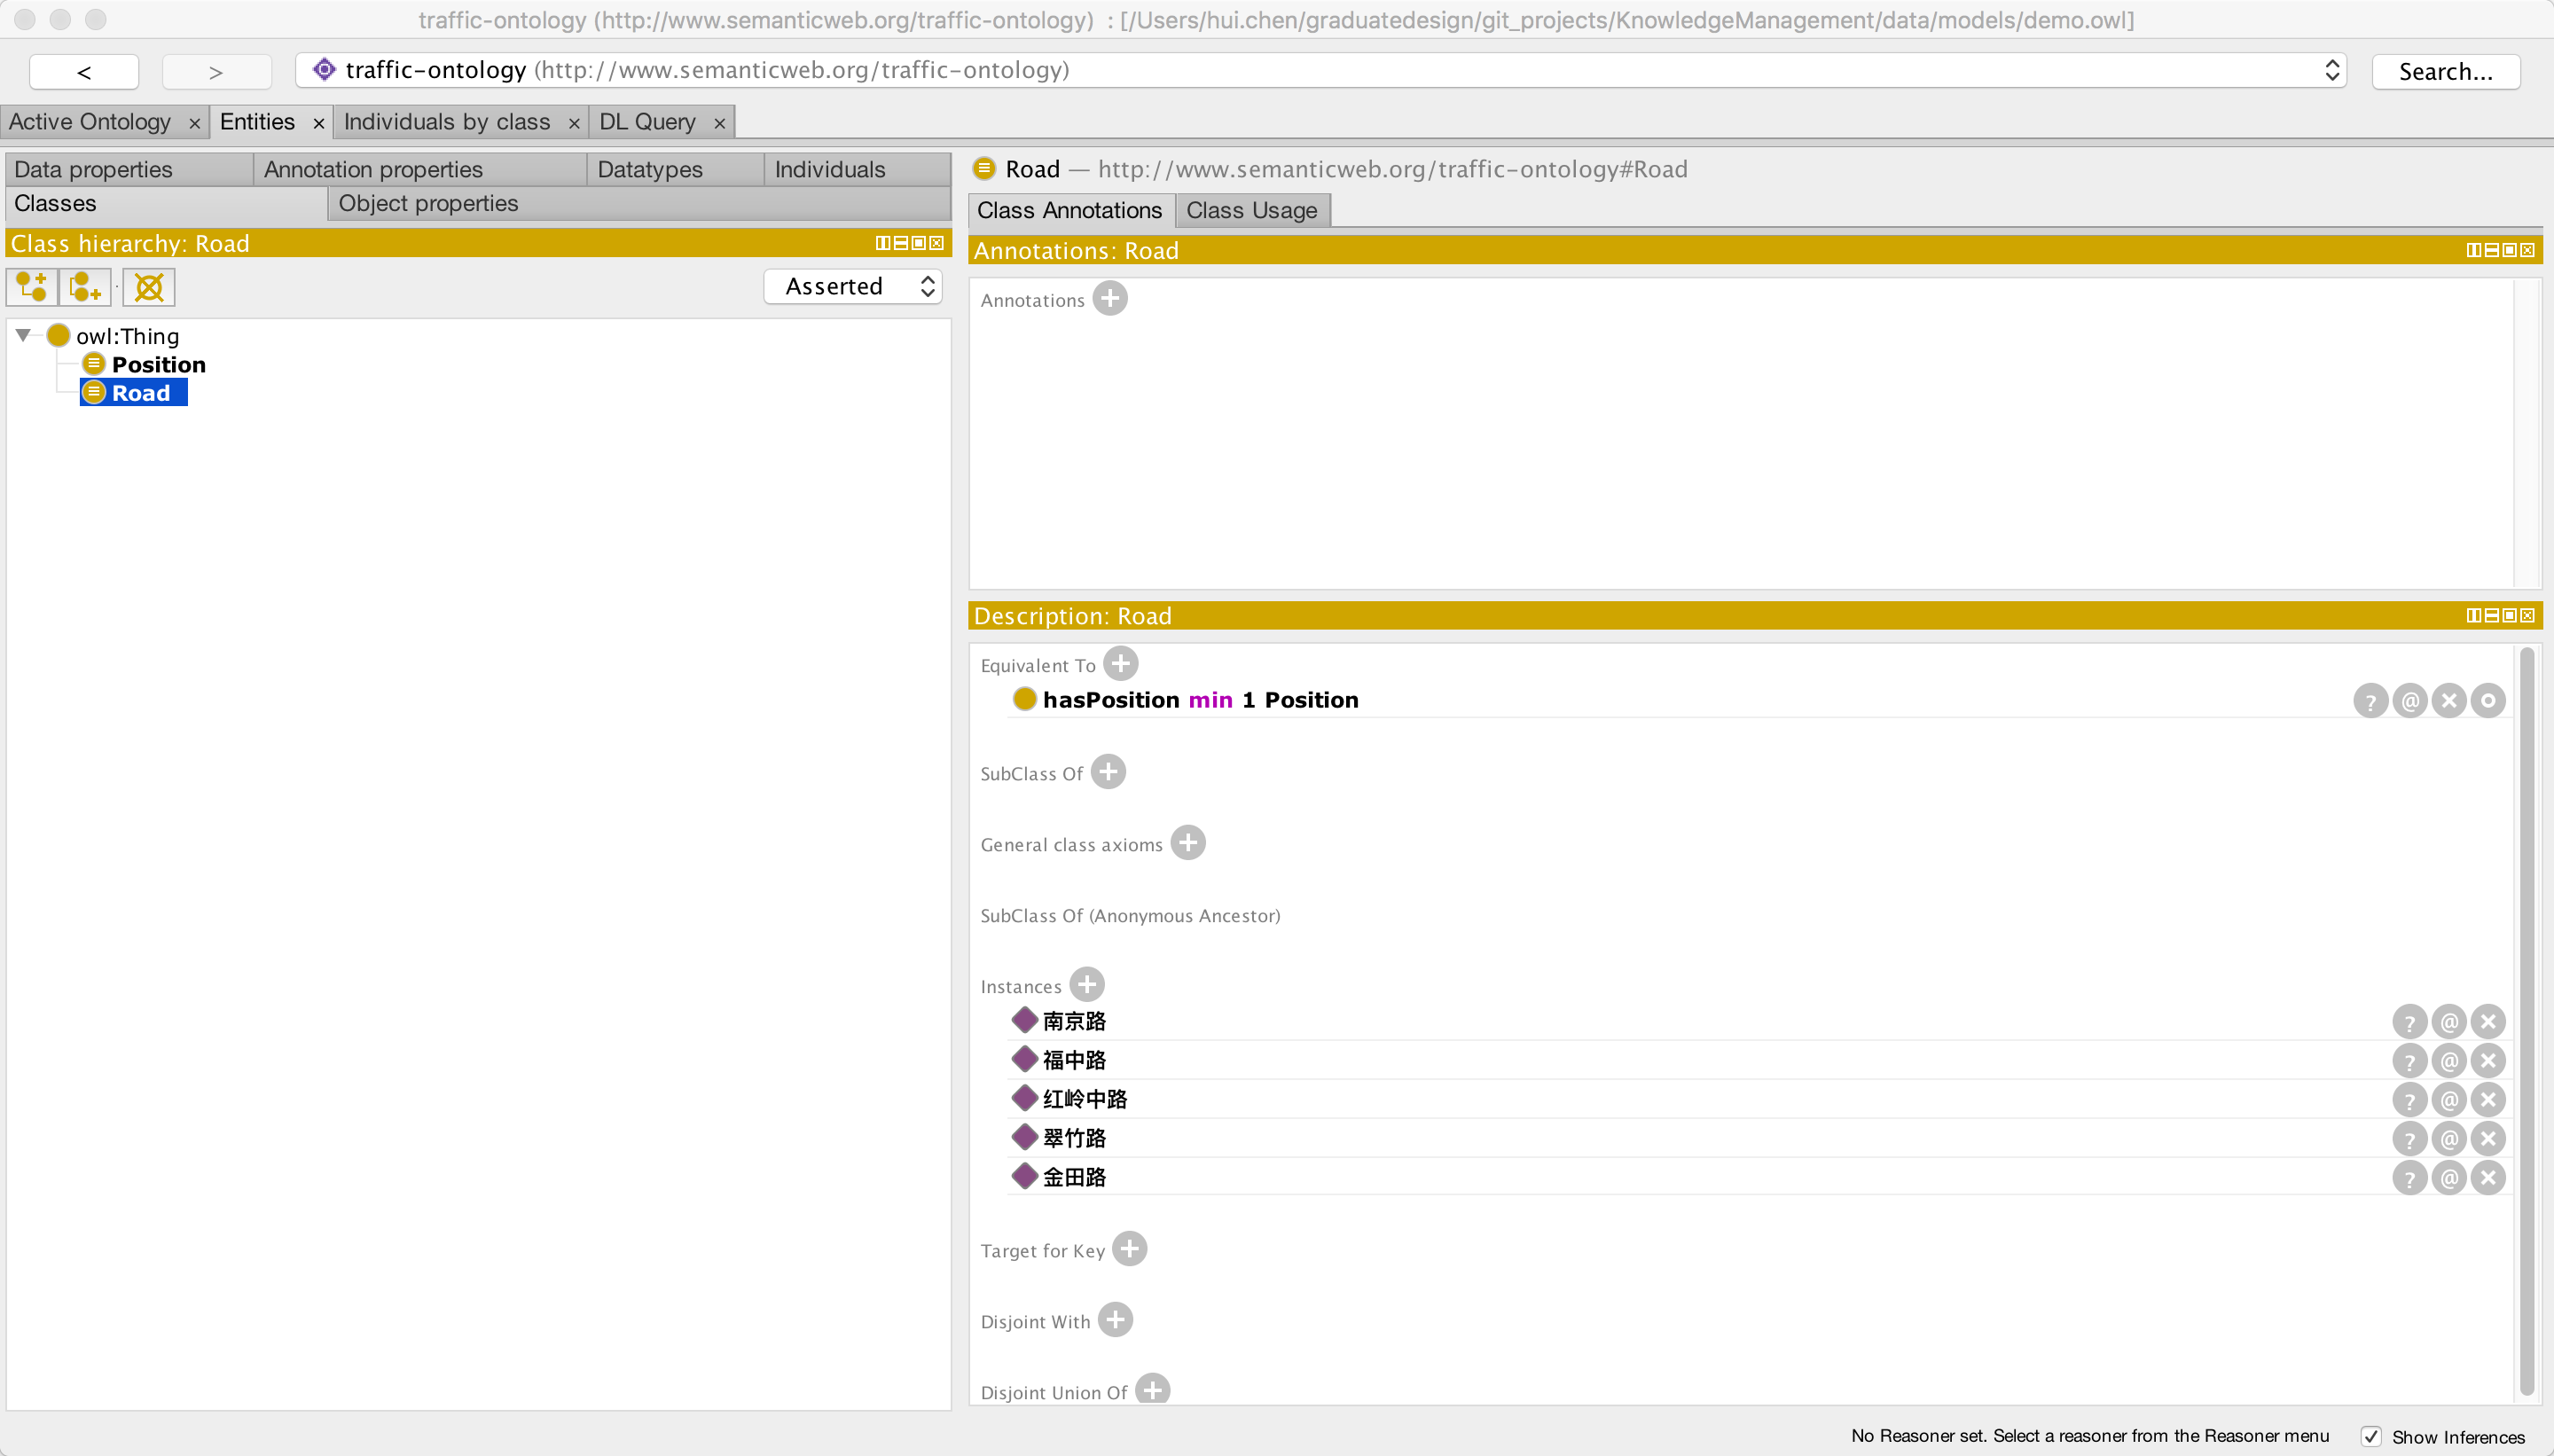 traffic-ontology (http://www.semanticweb.org/traffic-ontology) : [/Users/hui.chen/graduatedesign/git_projects/KnowledgeManagement/data/models/demo.owl]
< > traffic-ontology (http://www.semanticweb.org/traffic-ontology) Search...
Active Ontology × Entities × Individuals by class × DL Query ×
Data properties Annotation properties Datatypes Individuals
Classes Object properties
Class hierarchy: Road
Asserted
owl:Thing
Position
Road
Road — http://www.semanticweb.org/traffic-ontology#Road
Class Annotations Class Usage
Annotations: Road
Annotations
Description: Road
Equivalent To
hasPosition min 1 Position
SubClass Of
General class axioms
SubClass Of (Anonymous Ancestor)
Instances
南京路
福中路
红岭中路
翠竹路
金田路
Target for Key
Disjoint With
Disjoint Union Of
No Reasoner set. Select a reasoner from the Reasoner menu Show Inferences